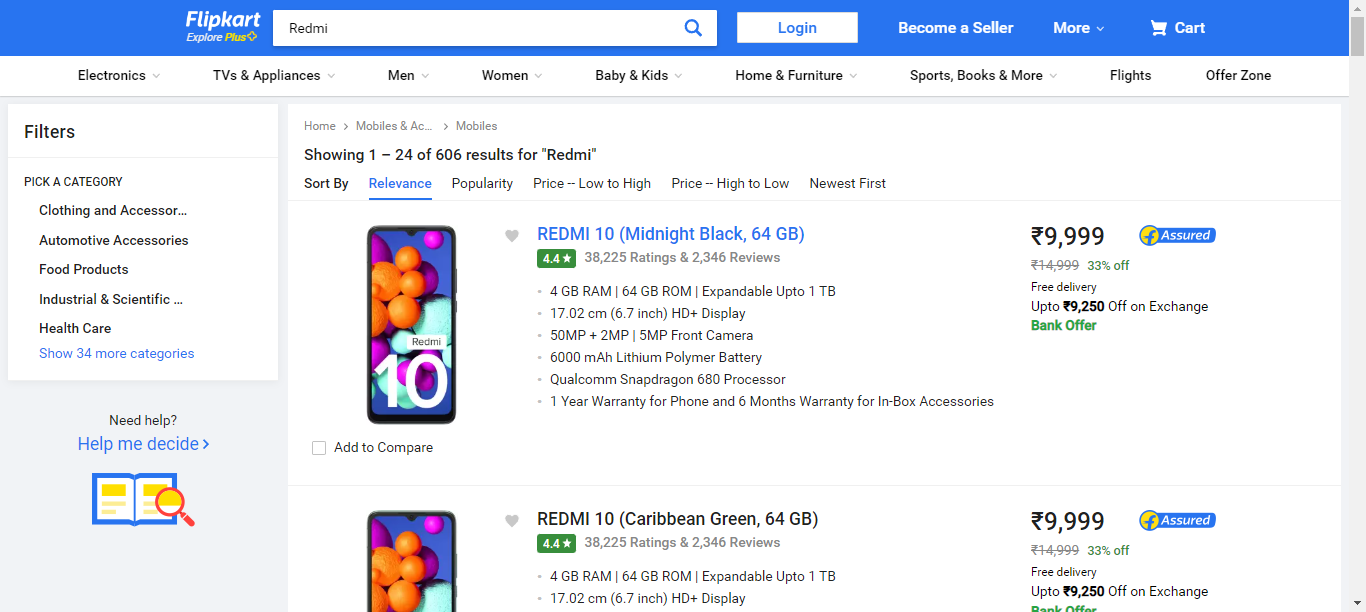 Flipkart
Explore Plus
Redmi
Login
Become a Seller
More
Cart
Electronics
TVs & Appliances
Men
Women
Baby & Kids
Home & Furniture
Sports, Books & More
Flights
Offer Zone
Filters
PICK A CATEGORY
Clothing and Accessor...
Automotive Accessories
Food Products
Industrial & Scientific ...
Health Care
Show 34 more categories
Need help?
Help me decide
Home > Mobiles & Ac... > Mobiles
Showing 1 – 24 of 606 results for "Redmi"
Sort By
Relevance
Popularity
Price -- Low to High
Price -- High to Low
Newest First
Redmi
10
Add to Compare
REDMI 10 (Midnight Black, 64 GB)
4.4 ★ 38,225 Ratings & 2,346 Reviews
4 GB RAM | 64 GB ROM | Expandable Upto 1 TB
17.02 cm (6.7 inch) HD+ Display
50MP + 2MP | 5MP Front Camera
6000 mAh Lithium Polymer Battery
Qualcomm Snapdragon 680 Processor
1 Year Warranty for Phone and 6 Months Warranty for In-Box Accessories
₹9,999
Assured
₹14,999 33% off
Free delivery
Upto ₹9,250 Off on Exchange
Bank Offer
REDMI 10 (Caribbean Green, 64 GB)
4.4 ★ 38,225 Ratings & 2,346 Reviews
4 GB RAM | 64 GB ROM | Expandable Upto 1 TB
17.02 cm (6.7 inch) HD+ Display
₹9,999
Assured
₹14,999 33% off
Free delivery
Upto ₹9,250 Off on Exchange
Bank Offer